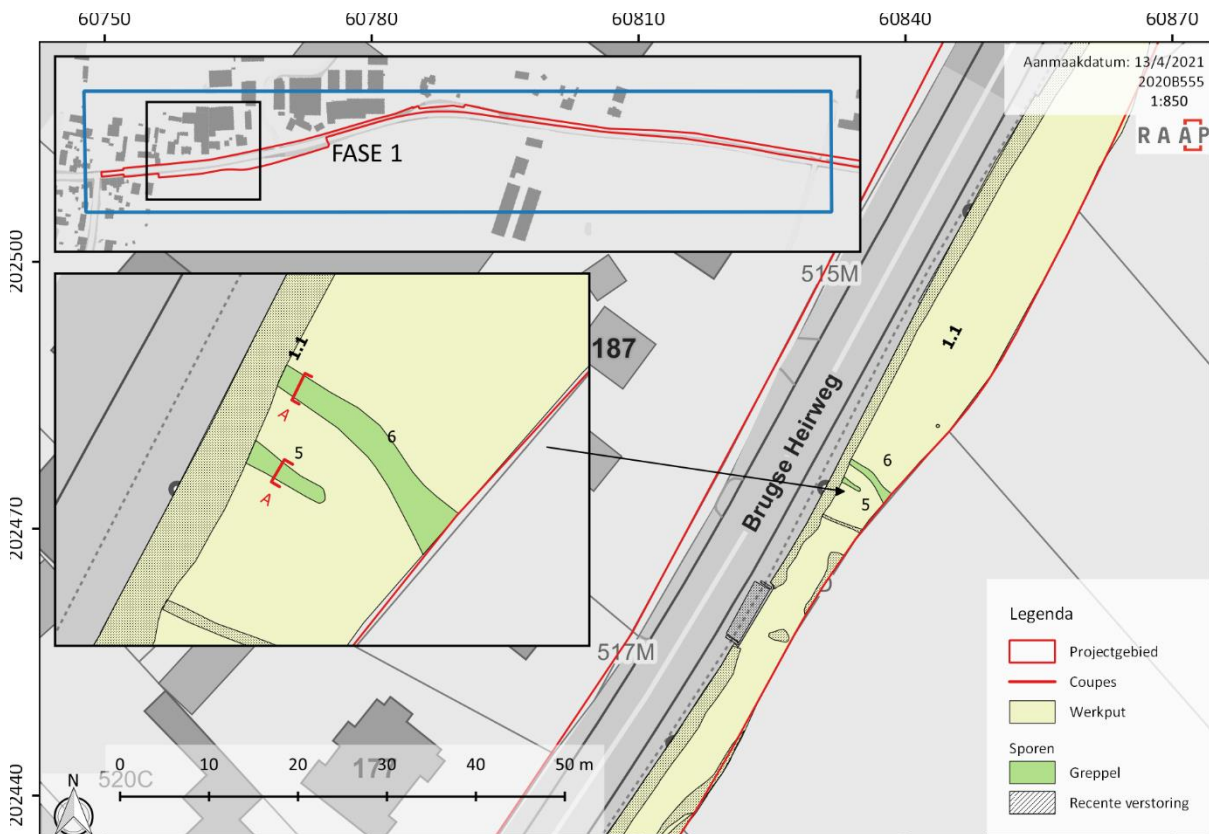 60750
60780
60810
60840
60870
Aanmaakdatum: 13/4/2021
2020B555
1:850
RAAP
FASE 1
202500
202470
202440
515M
187
1.1
1.1
A
6
5
A
Brugse Heirweg
6
5
517M
177
520C
0 10 20 30 40 50 m
N
Legenda
Projectgebied
Coupes
Werkput
Sporen
Greppel
Recente verstoring